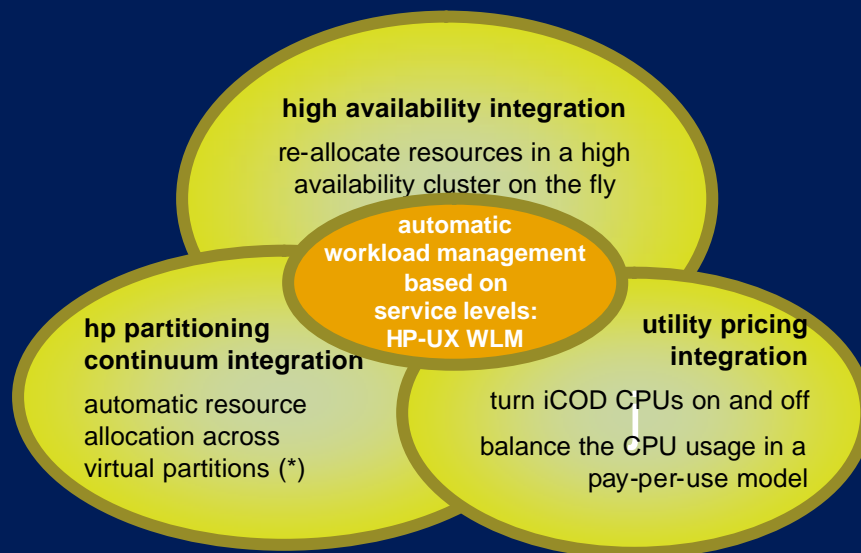 high availability integration
re-allocate resources in a high
availability cluster on the fly
automatic
workload management
based on
service levels:
HP-UX WLM
hp partitioning
continuum integration
automatic resource
allocation across
virtual partitions (*)
utility pricing
integration
turn iCOD CPUs on and off
balance the CPU usage in a
pay-per-use model